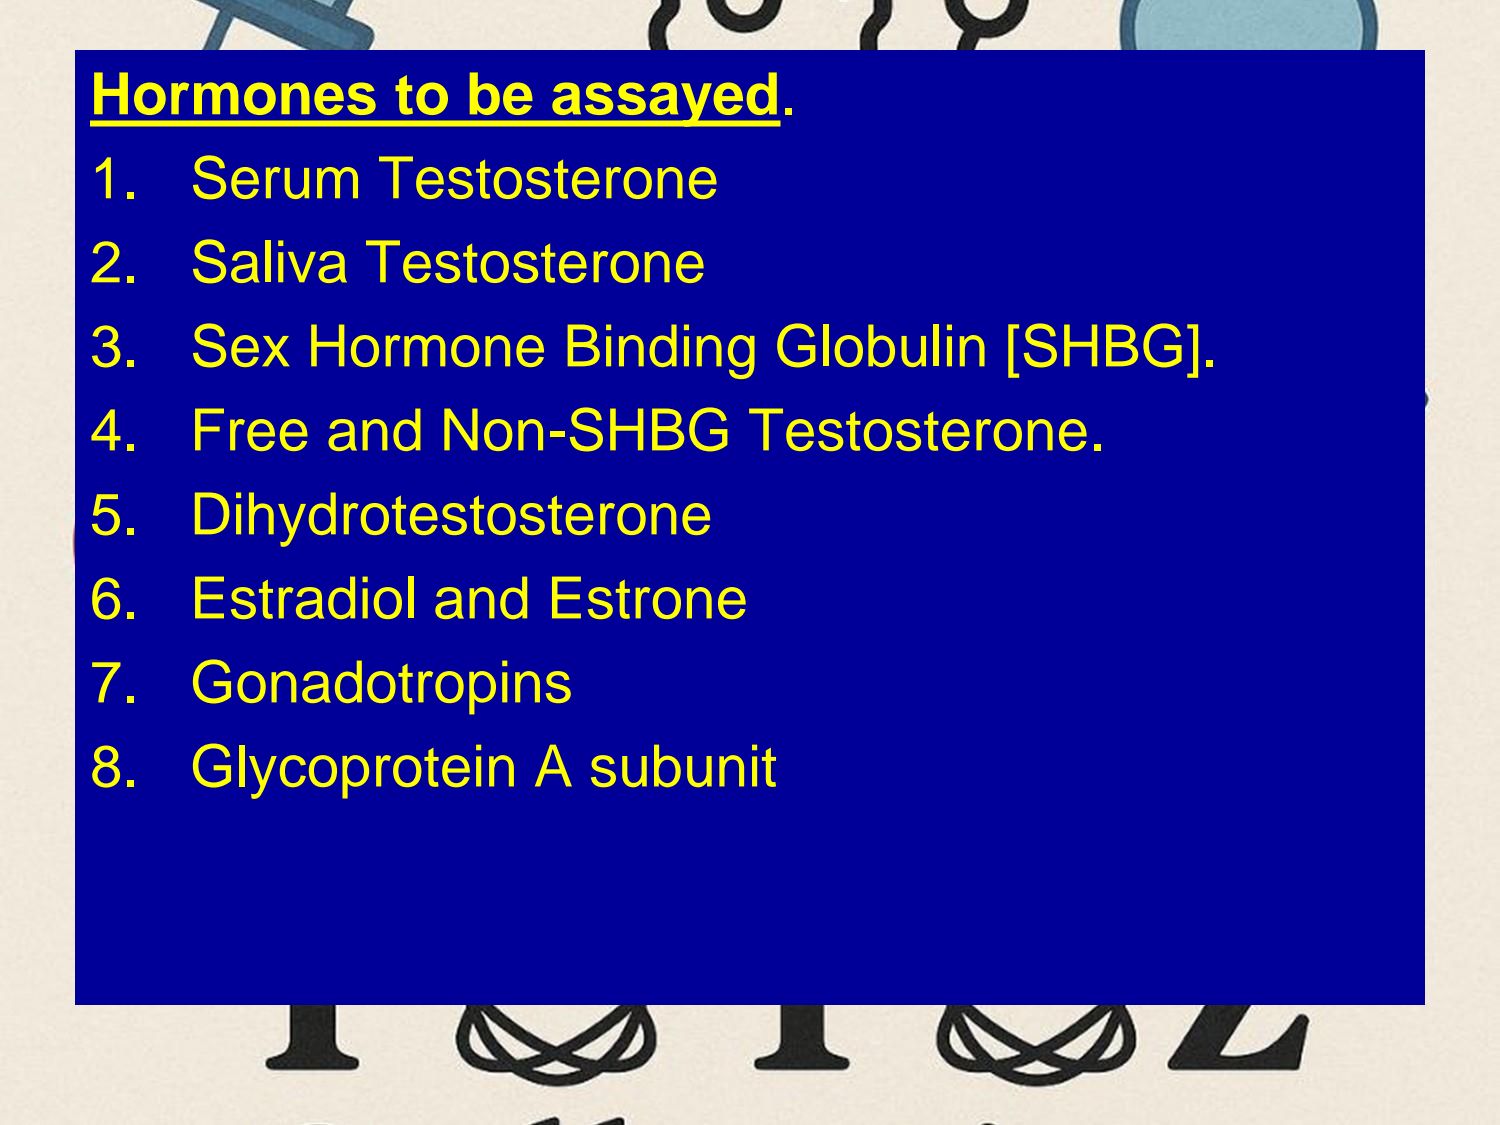 Hormones to be assayed.
1. Serum Testosterone
2. Saliva Testosterone
3. Sex Hormone Binding Globulin [SHBG].
4. Free and Non-SHBG Testosterone.
5. Dihydrotestosterone
6. Estradiol and Estrone
7. Gonadotropins
8. Glycoprotein A subunit